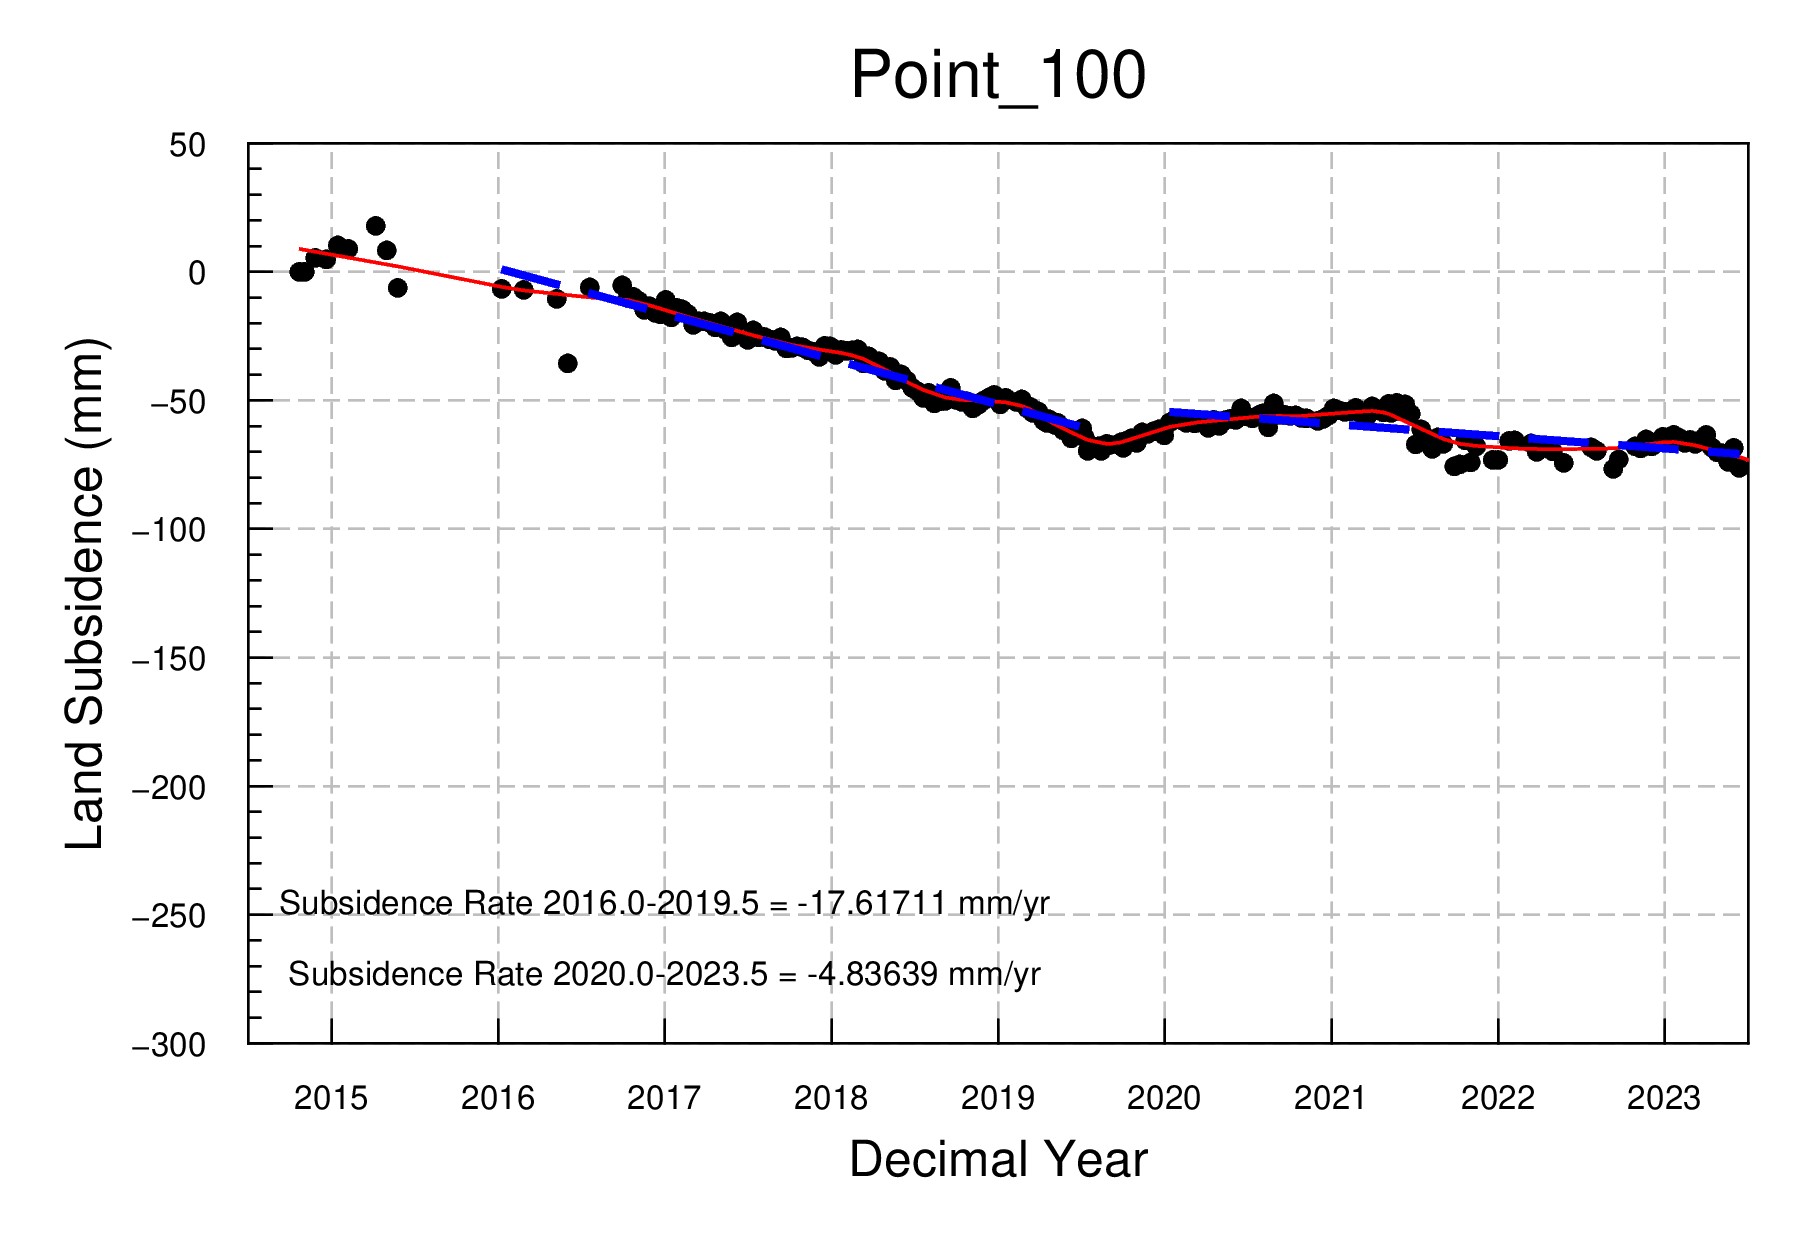 Point_100
50
0
−50
−100
−150
−200
−250
−300
Land Subsidence (mm)
Subsidence Rate 2016.0-2019.5 = -17.61711 mm/yr
Subsidence Rate 2020.0-2023.5 = -4.83639 mm/yr
2015 2016 2017 2018 2019 2020 2021 2022 2023
Decimal Year